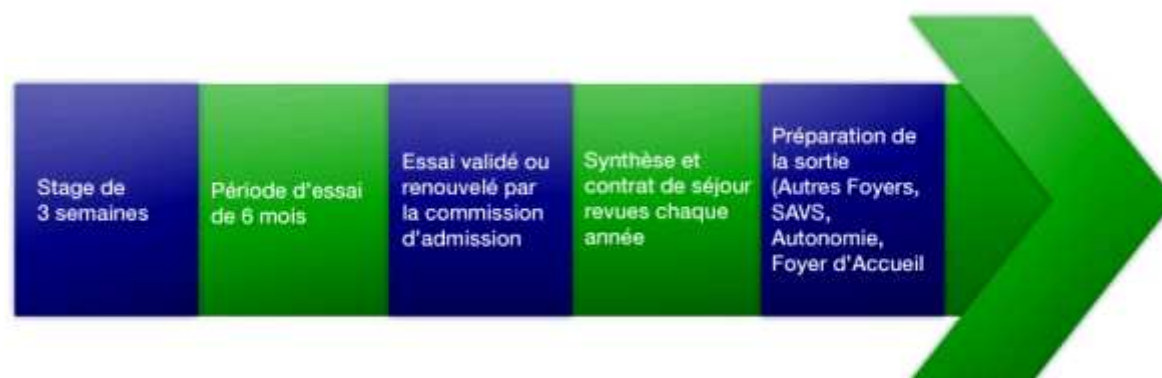 Stage de
3 semaines
Période d'essai
de 6 mois
Essai validé ou
renouvelé par
la commission
d'admission
Synthèse et
contrat de séjour
revues chaque
année
Préparation de
la sortie
(Autres Foyers,
SAVS,
Autonomie,
Foyer d'Accueil